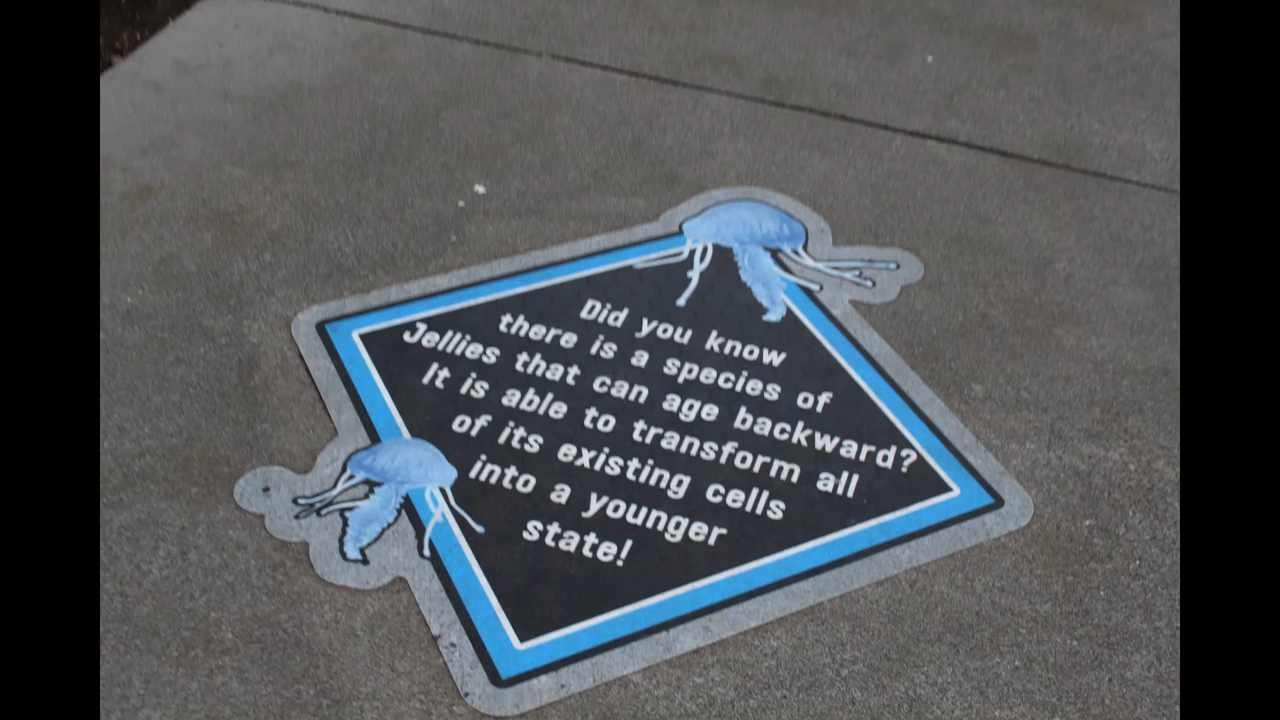 Did you know
there is a species of
Jellies that can age backward?
It is able to transform all
of its existing cells
into a younger
state!